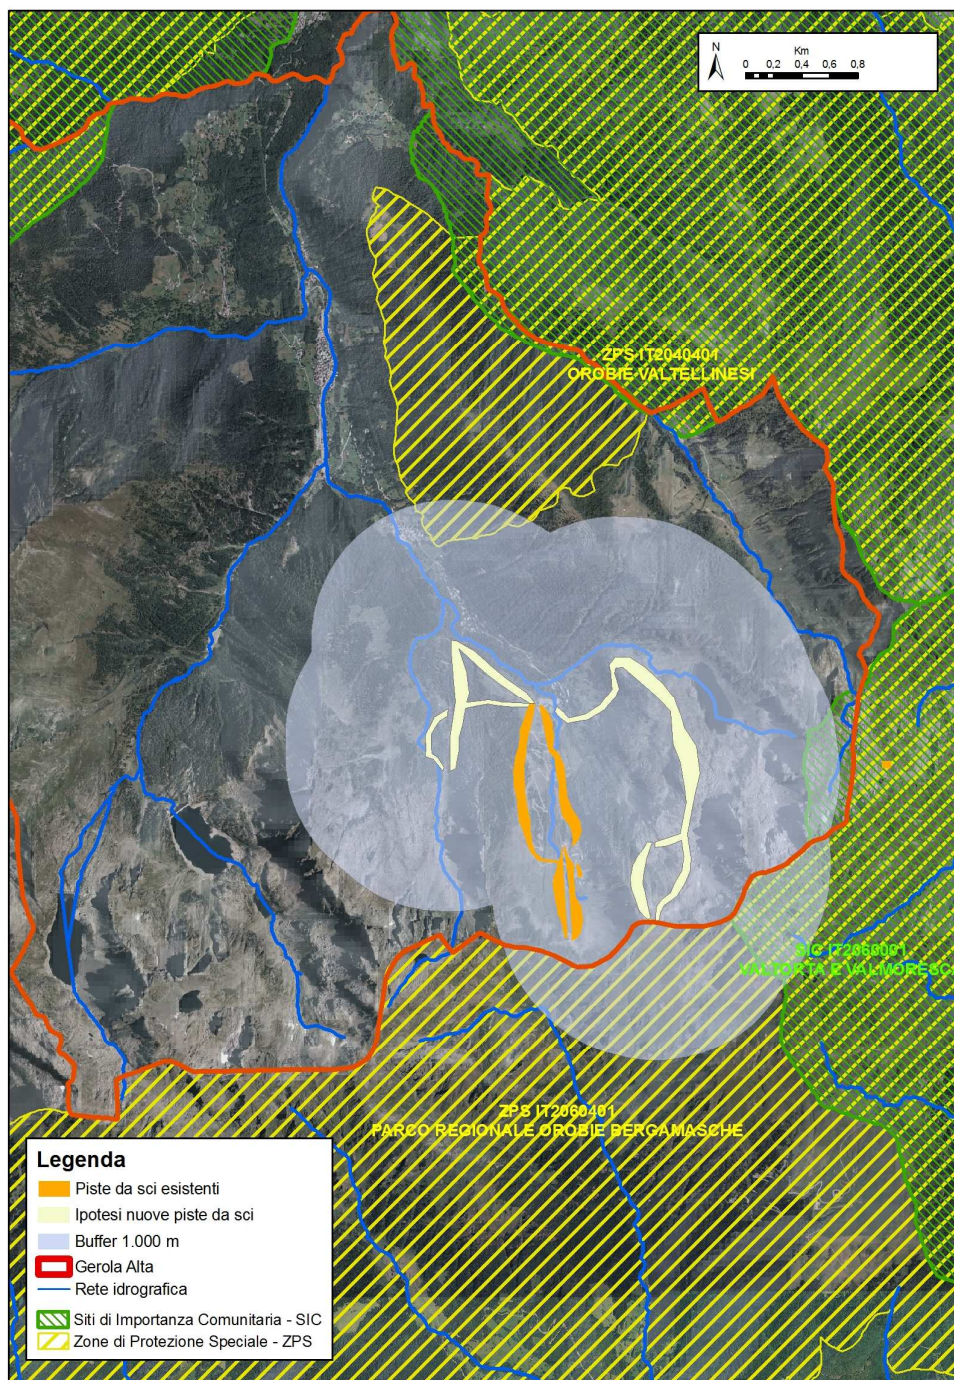 N
Km
0 0,2 0,4 0,6 0,8
ZPS IT2040401
OROBIE VALTELLINESI
SIC IT2060001
VALTORTA E VALMORESC
ZPS IT2060401
PARCO REGIONALE OROBIE BERGAMASCHE
Legenda
Piste da sci esistenti
Ipotesi nuove piste da sci
Buffer 1.000 m
Gerola Alta
Rete idrografica
Siti di Importanza Comunitaria - SIC
Zone di Protezione Speciale - ZPS